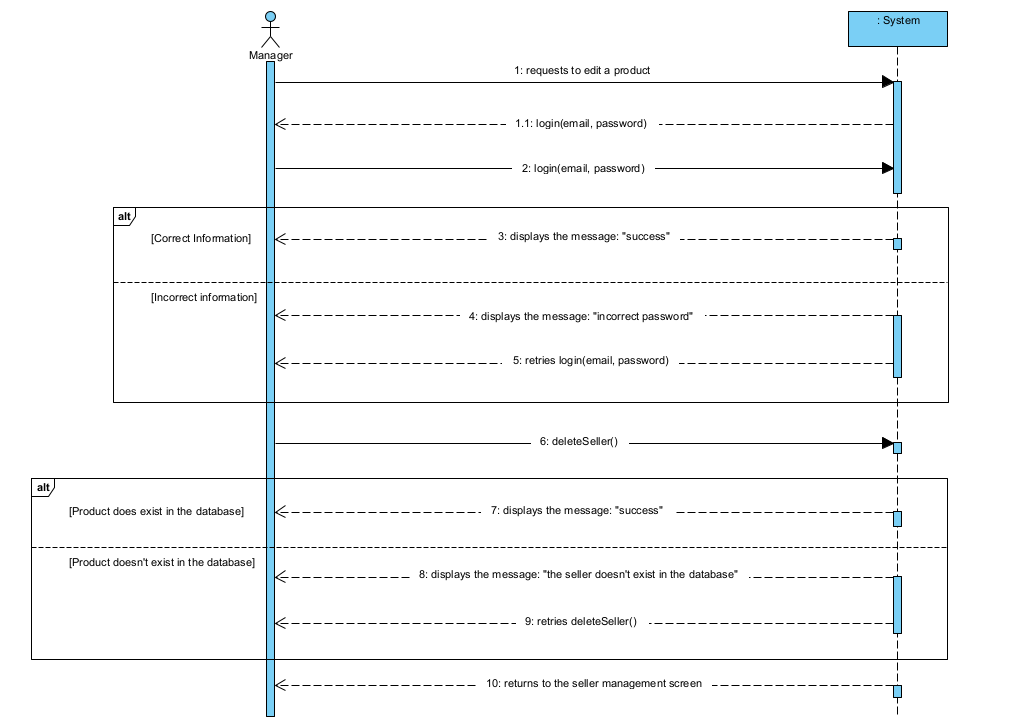 Manager
: System
1: requests to edit a product
1.1: login(email, password)
2: login(email, password)
alt
[Correct Information]
3: displays the message: "success"
[Incorrect information]
4: displays the message: "incorrect password"
5: retries login(email, password)
6: deleteSeller()
alt
[Product does exist in the database]
7: displays the message: "success"
[Product doesn't exist in the database]
8: displays the message: "the seller doesn't exist in the database"
9: retries deleteSeller()
10: returns to the seller management screen